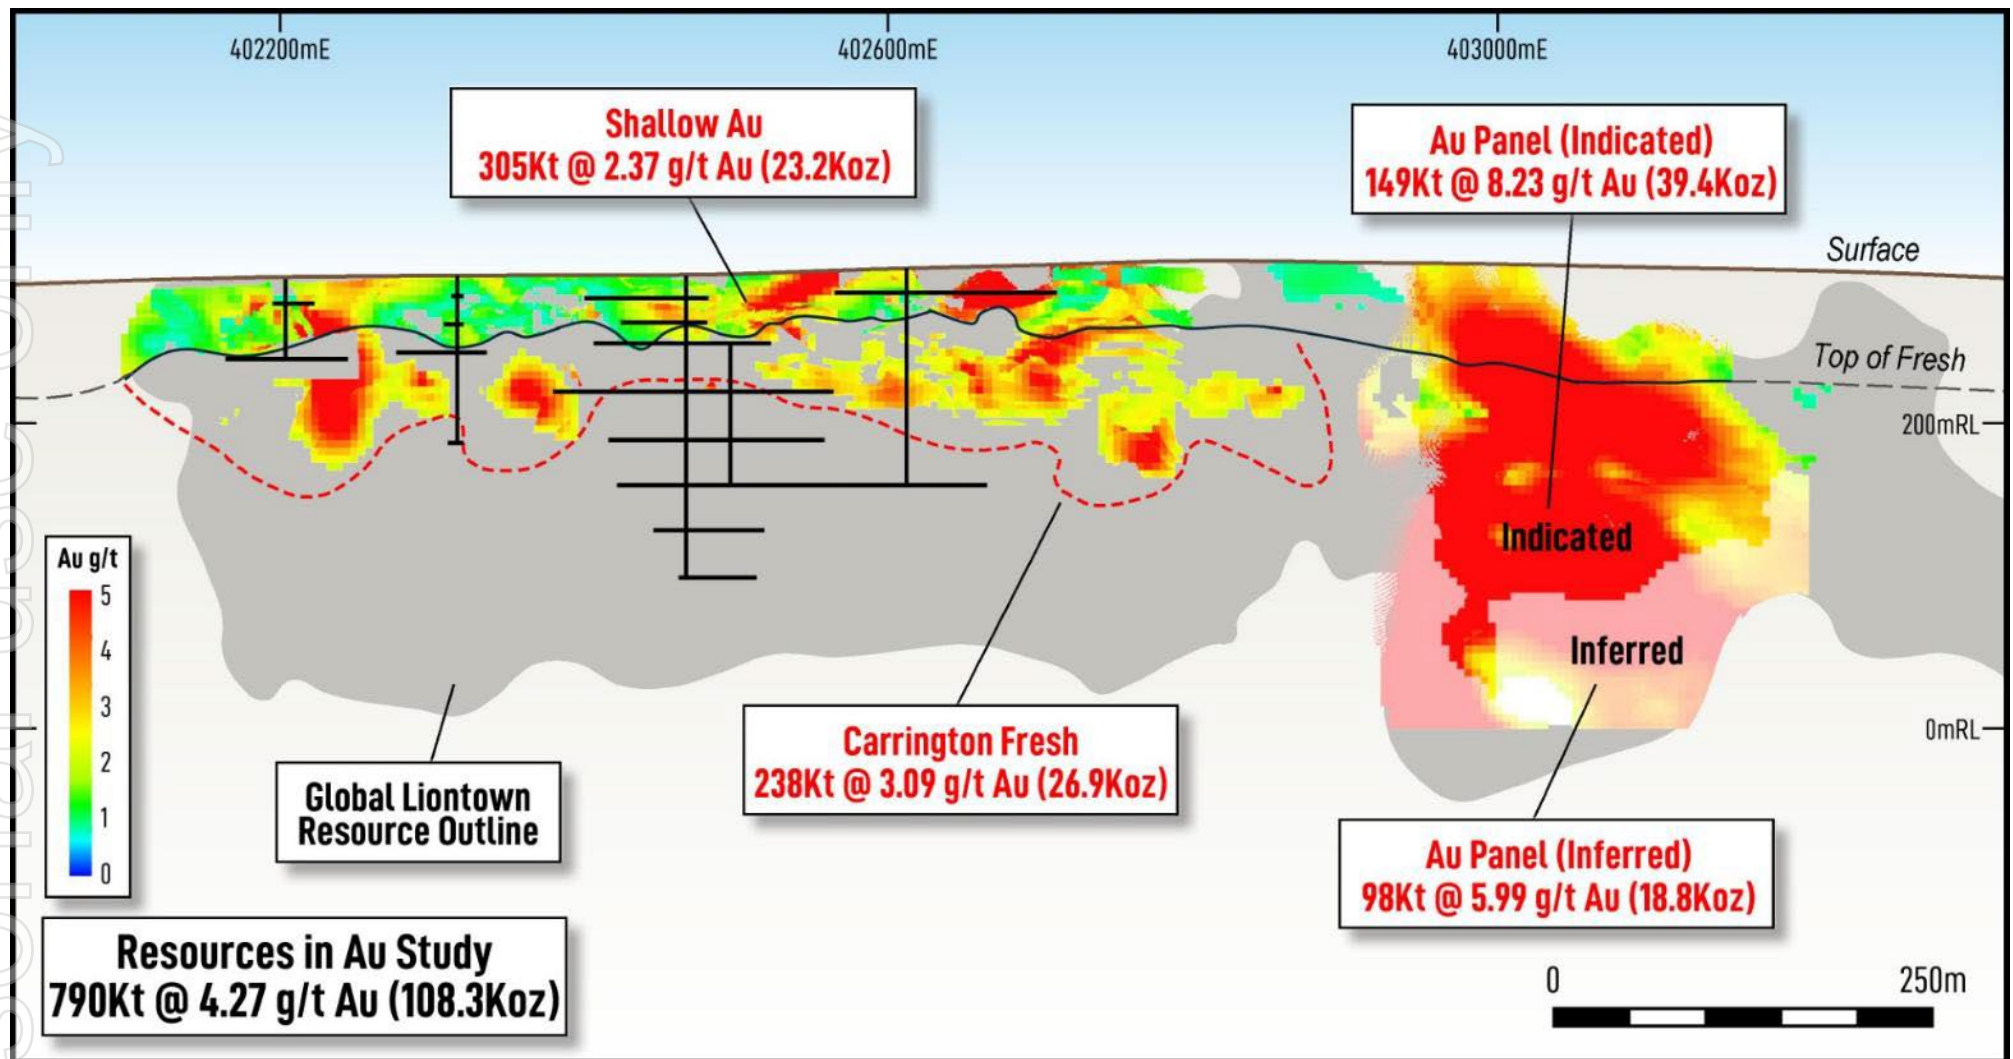 402200mE
402600mE
403000mE
Shallow Au
305Kt @ 2.37 g/t Au (23.2Koz)
Au Panel (Indicated)
149Kt @ 8.23 g/t Au (39.4Koz)
Surface
Top of Fresh
200mRL
Indicated
Inferred
0mRL
Au g/t
5
4
3
2
1
0
Carrington Fresh
238Kt @ 3.09 g/t Au (26.9Koz)
Global Liontown
Resource Outline
Au Panel (Inferred)
98Kt @ 5.99 g/t Au (18.8Koz)
Resources in Au Study
790Kt @ 4.27 g/t Au (108.3Koz)
0
250m